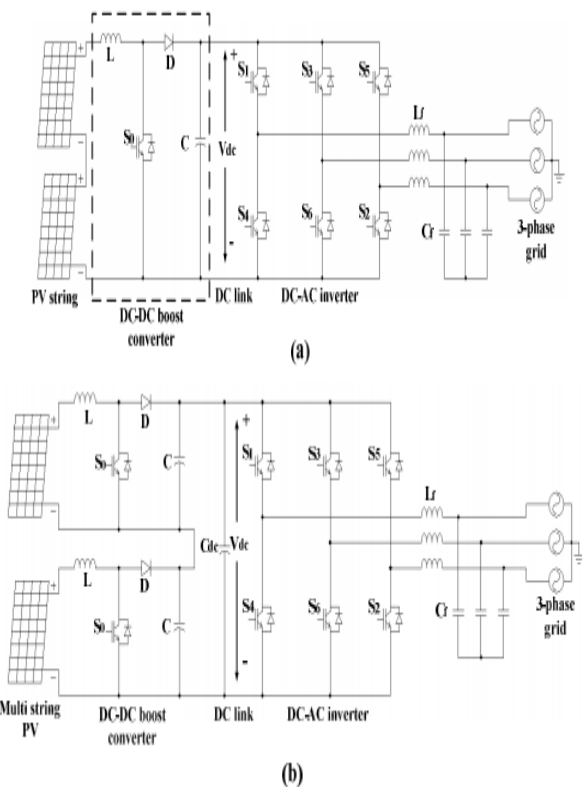 +
L
D
S0
C
+
Vdc
-
S1
S3
S5
Lf
-
+
S4
S6
S2
Cf
3-phase
grid
-
PV string
DC-DC boost
converter
DC link
DC-AC inverter
(a)
+
L
D
S0
C
+
S1
S3
S5
Lf
-
Cdc
Vdc
+
L
D
S0
C
-
S4
S6
S2
Cf
3-phase
grid
-
Multi string
PV
DC-DC boost
converter
DC link
DC-AC inverter
(b)